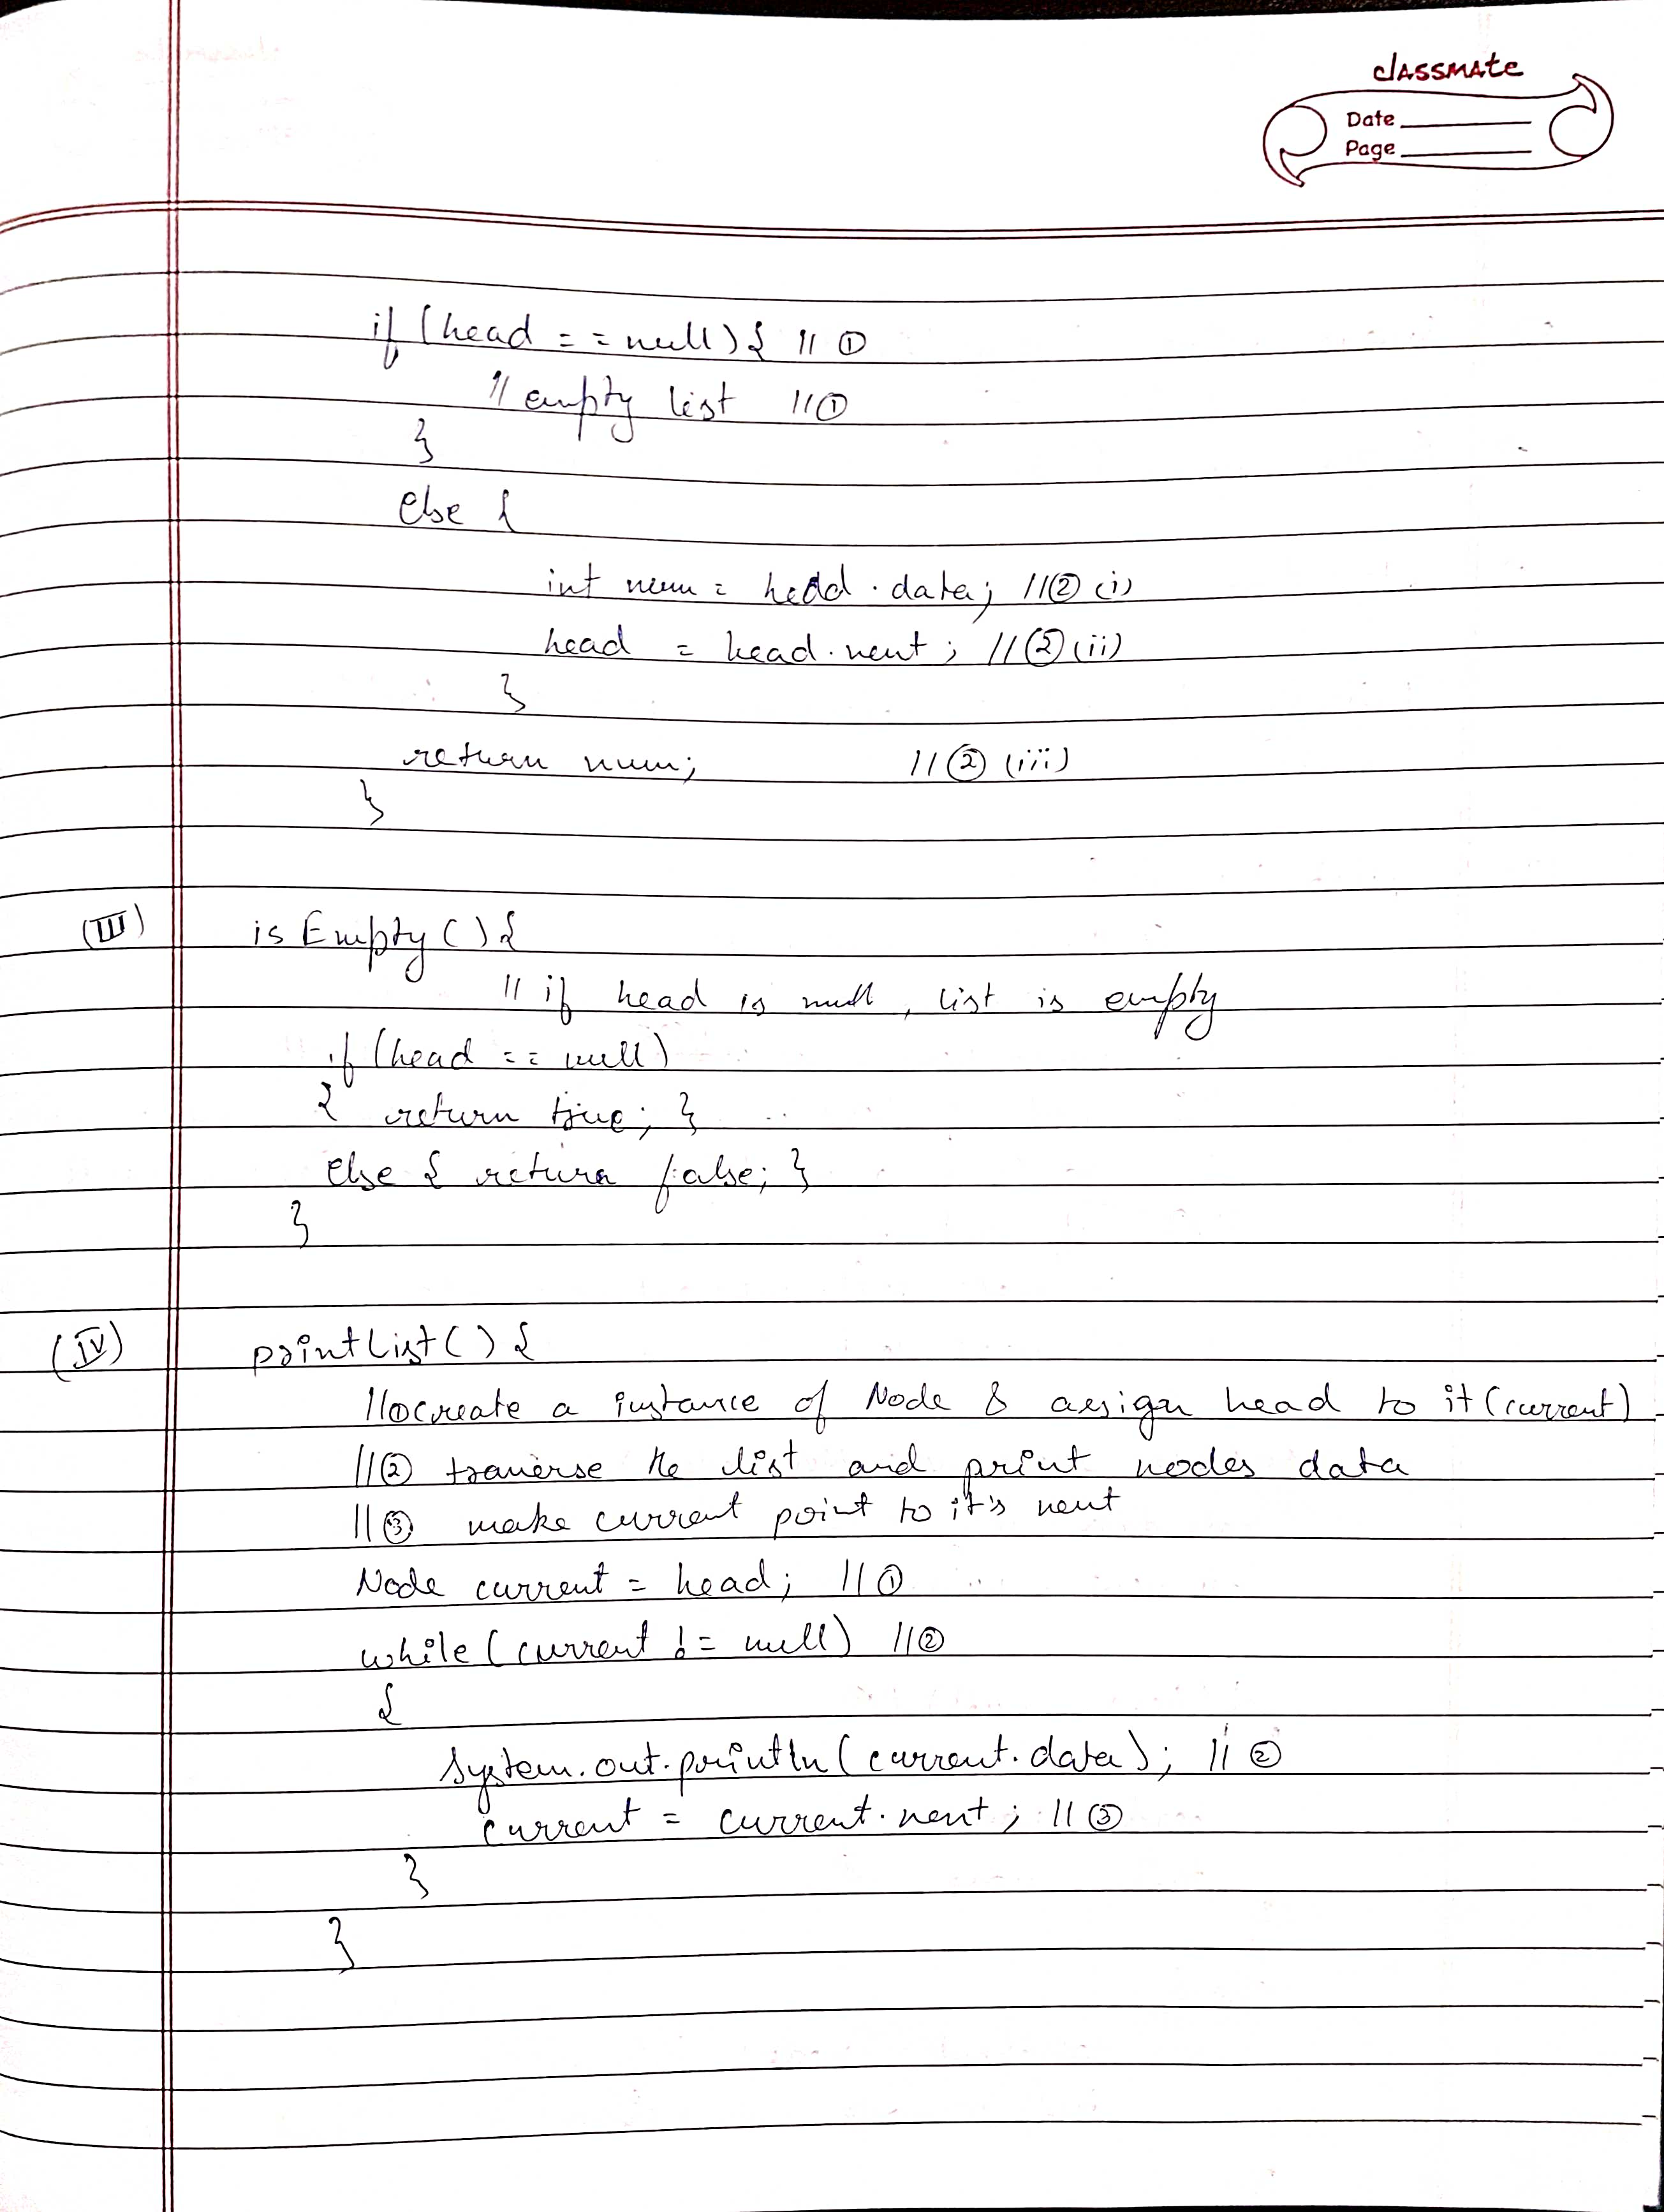 classmate
Date
Page
if (head == null) { // ①
// empty list // ①
}
else {
int num = head.data; // ② (i)
head = head.next; // ② (ii)
}
return num; // ② (iii)
}
(III) isEmpty() {
// if head is null, list is empty
if (head == null)
{ return true; }
else { return false; }
}
(IV) printList() {
// ① create a instance of Node & assign head to it (current)
// ② traverse the list and print nodes data
// ③ make current point to it's next
Node current = head; // ①
while (current != null) // ②
{
System.out.println(current.data); // ②
current = current.next; // ③
}
}